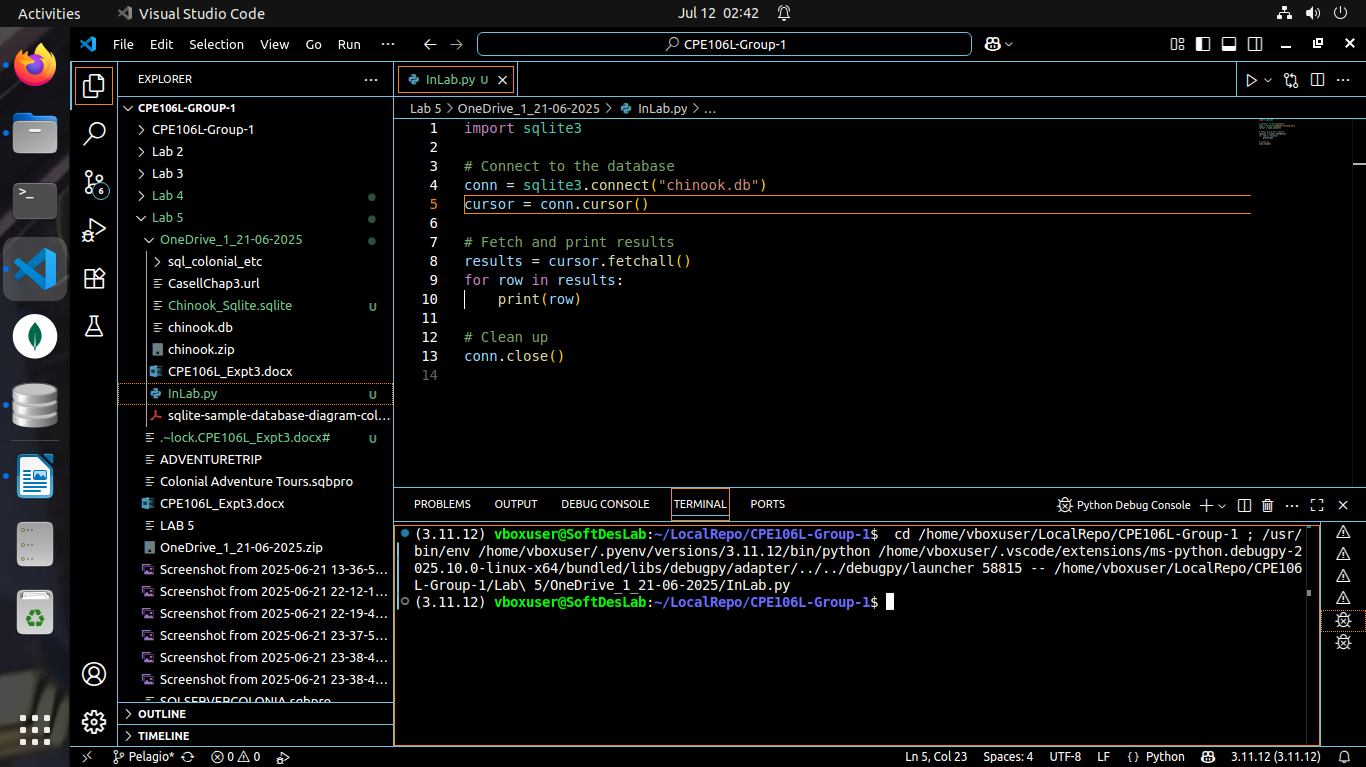 Activities
Visual Studio Code
Jul 12 02:42
File Edit Selection View Go Run ···
CPE106L-Group-1
EXPLORER
CPE106L-GROUP-1
CPE106L-Group-1
Lab 2
Lab 3
Lab 4
Lab 5
OneDrive_1_21-06-2025
sql_colonial_etc
CasellChap3.url
Chinook_Sqlite.sqlite U
chinook.db
chinook.zip
CPE106L_Expt3.docx
InLab.py U
sqlite-sample-database-diagram-col...
.~lock.CPE106L_Expt3.docx# U
ADVENTURETRIP
Colonial Adventure Tours.sqbpro
CPE106L_Expt3.docx
LAB 5
OneDrive_1_21-06-2025.zip
Screenshot from 2025-06-21 13-36-5...
Screenshot from 2025-06-21 22-12-1...
Screenshot from 2025-06-21 22-19-4...
Screenshot from 2025-06-21 23-37-5...
Screenshot from 2025-06-21 23-38-4...
Screenshot from 2025-06-21 23-38-4...
SQLSERVERCOLONIA.sqbpro
OUTLINE
TIMELINE
6
InLab.py U
Lab 5 > OneDrive_1_21-06-2025 > InLab.py > ...
1 import sqlite3
2
3 # Connect to the database
4 conn = sqlite3.connect("chinook.db")
5 cursor = conn.cursor()
6
7 # Fetch and print results
8 results = cursor.fetchall()
9 for row in results:
10 print(row)
11
12 # Clean up
13 conn.close()
14
PROBLEMS OUTPUT DEBUG CONSOLE TERMINAL PORTS
Python Debug Console
(3.11.12) vboxuser@SoftDesLab:~/LocalRepo/CPE106L-Group-1$ cd /home/vboxuser/LocalRepo/CPE106L-Group-1 ; /usr/
bin/env /home/vboxuser/.pyenv/versions/3.11.12/bin/python /home/vboxuser/.vscode/extensions/ms-python.debugpy-2
025.10.0-linux-x64/bundled/libs/debugpy/adapter/../../debugpy/launcher 58815 -- /home/vboxuser/LocalRepo/CPE106
L-Group-1/Lab\ 5/OneDrive_1_21-06-2025/InLab.py
(3.11.12) vboxuser@SoftDesLab:~/LocalRepo/CPE106L-Group-1$
Pelagio* 0 0
Ln 5, Col 23 Spaces: 4 UTF-8 LF {} Python 3.11.12 (3.11.12)